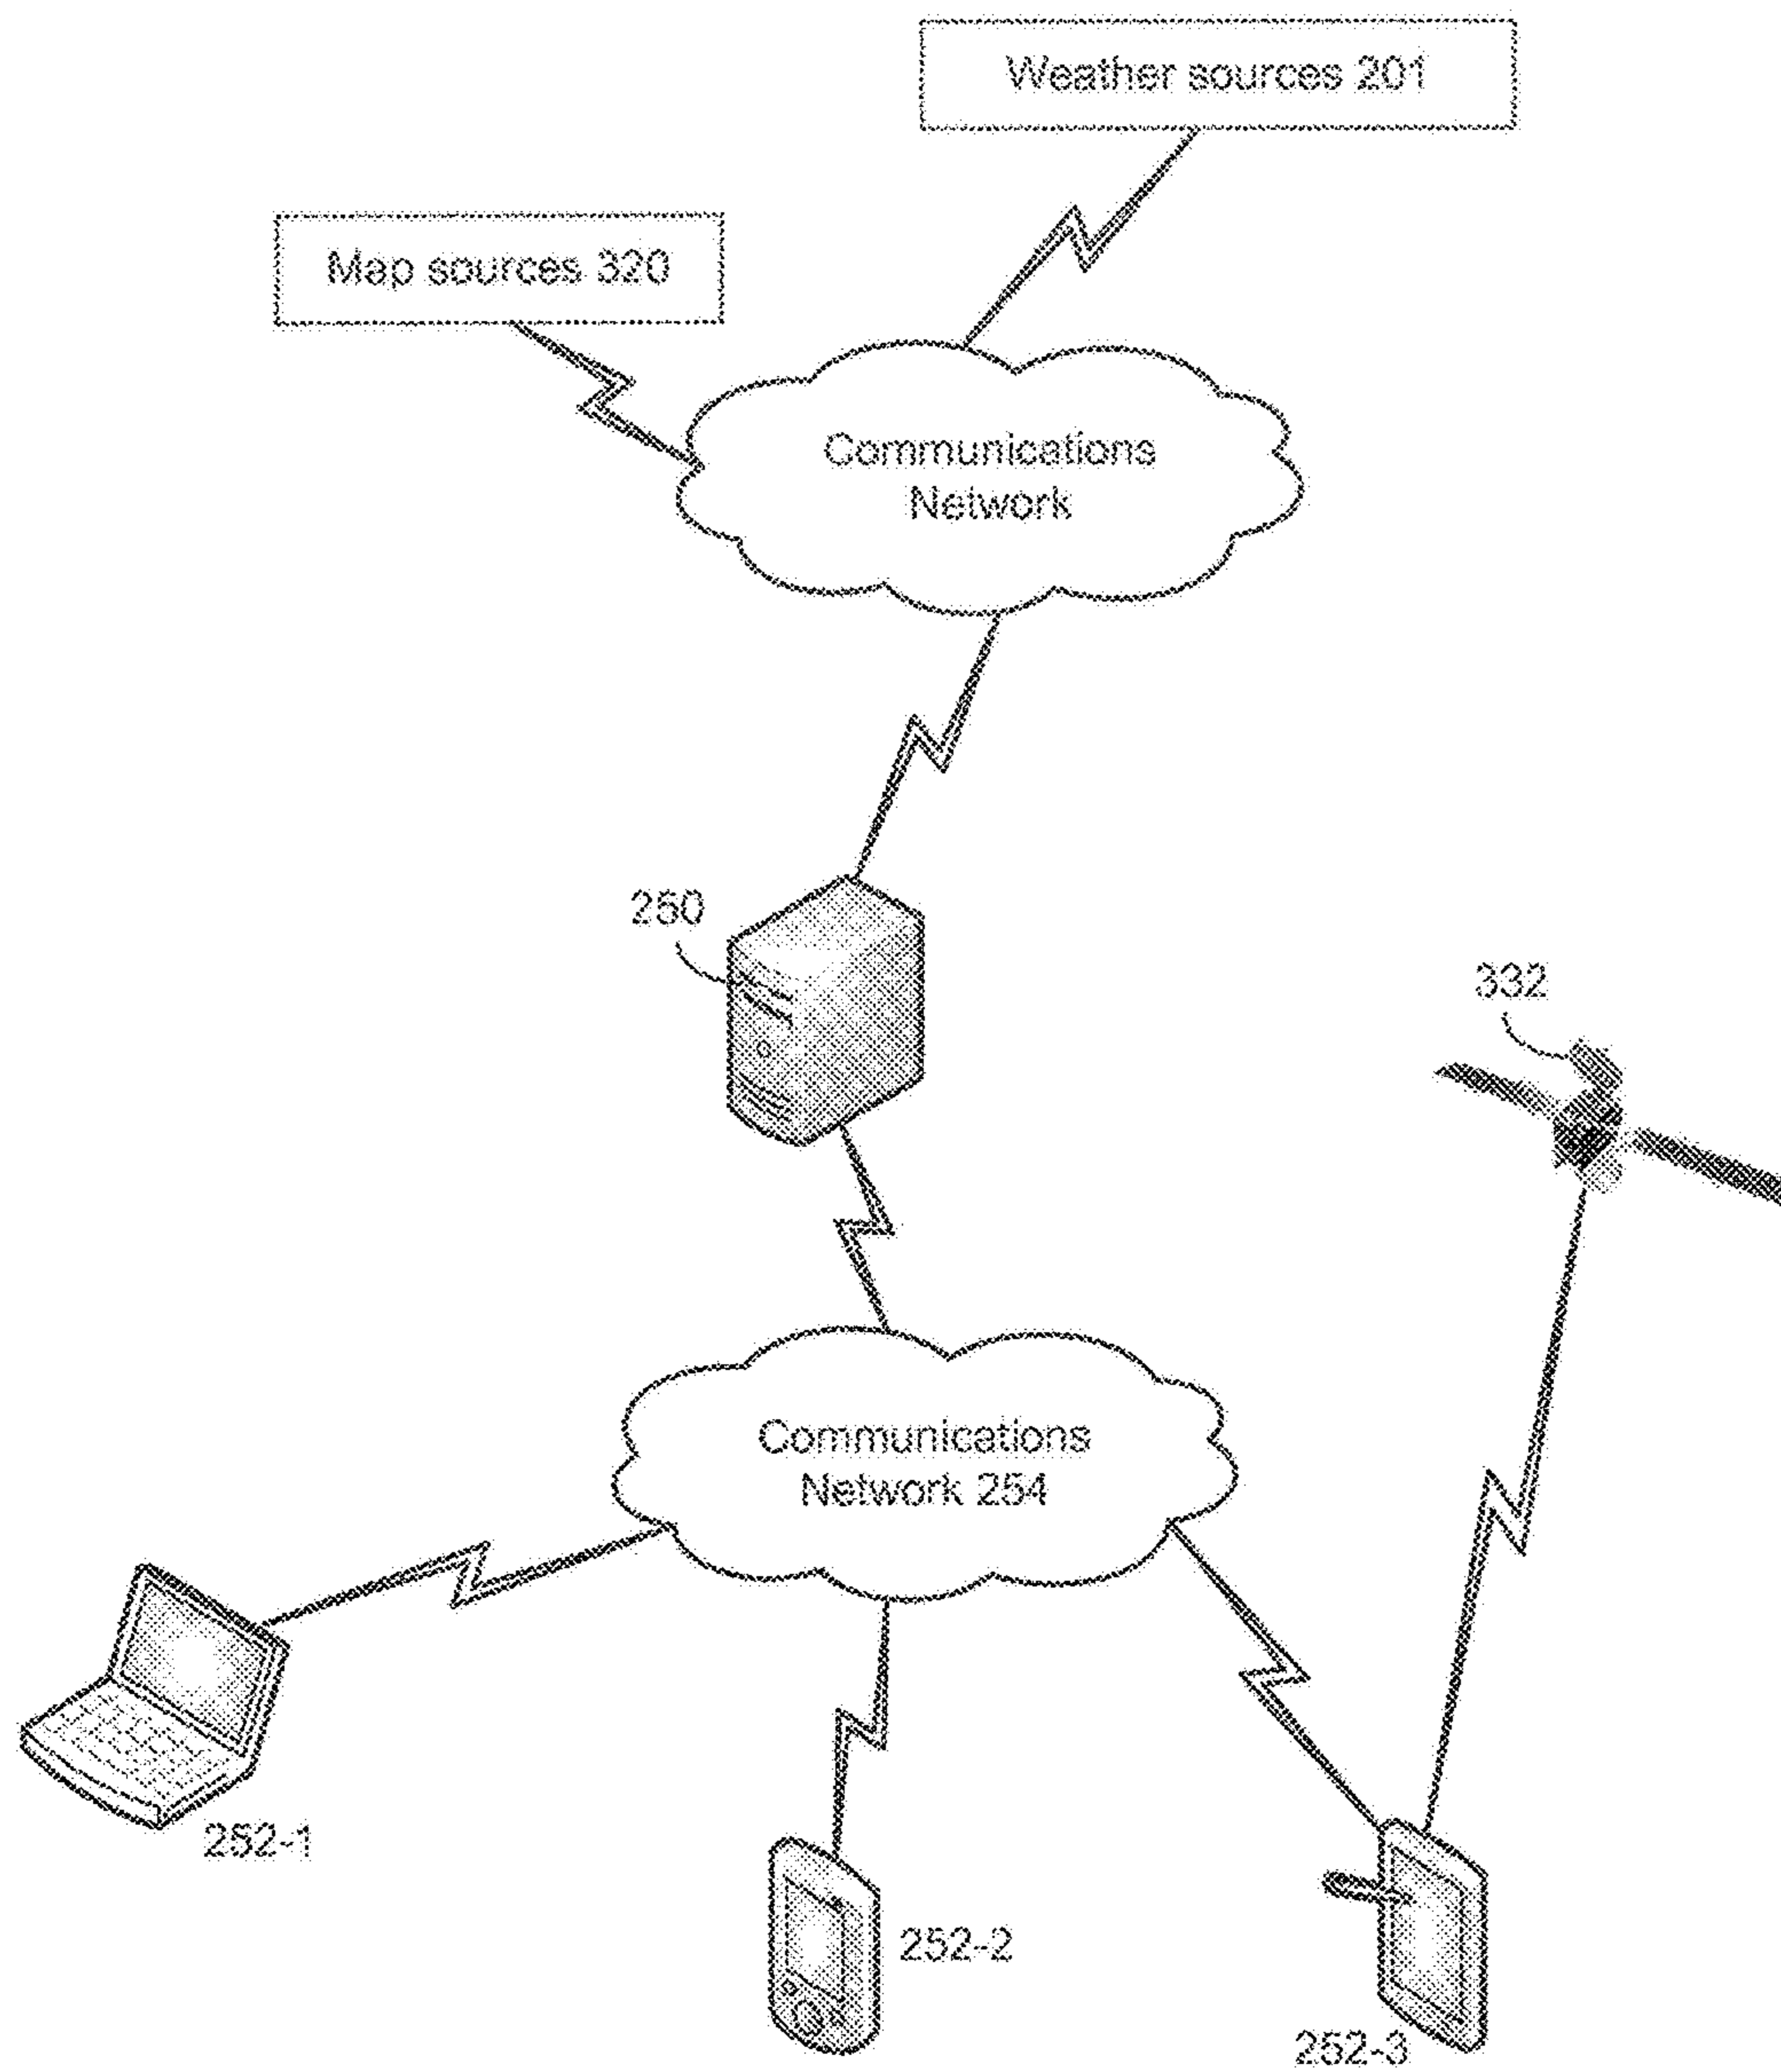 Weather sources 201
Map sources 320
Communications
Network
250
332
Communications
Network 254
252-1
252-2
252-3